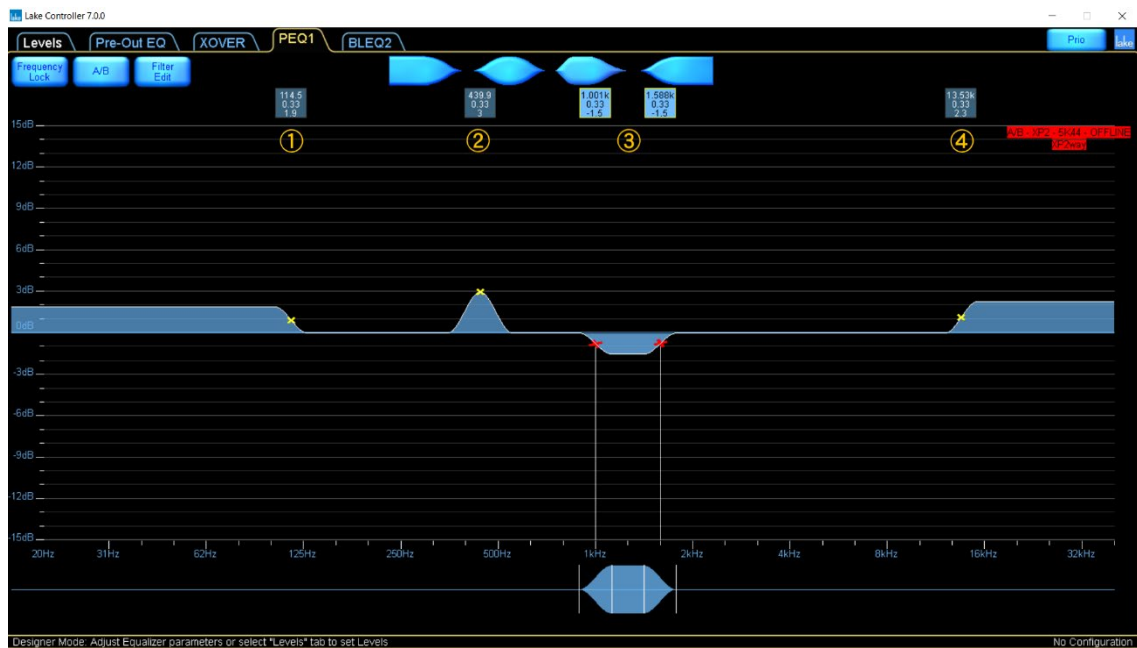 lake Lake Controller 7.0.0
Levels Pre-Out EQ XOVER PEQ1 BLEQ2 Prio lake
Frequency Lock
A/B
Filter Edit
114.5
0.33
1.9
439.9
0.33
3
1.001k
0.33
-1.5
1.588k
0.33
-1.5
13.53k
0.33
2.3
① ② ③ ④
A/B - XP2 - 5K44 - OFFLINE
XP2way
15dB
12dB
9dB
6dB
3dB
0dB
-3dB
-6dB
-9dB
-12dB
-15dB
20Hz 31Hz 62Hz 125Hz 250Hz 500Hz 1kHz 2kHz 4kHz 8kHz 16kHz 32kHz
Designer Mode: Adjust Equalizer parameters or select "Levels" tab to set Levels
No Configuration